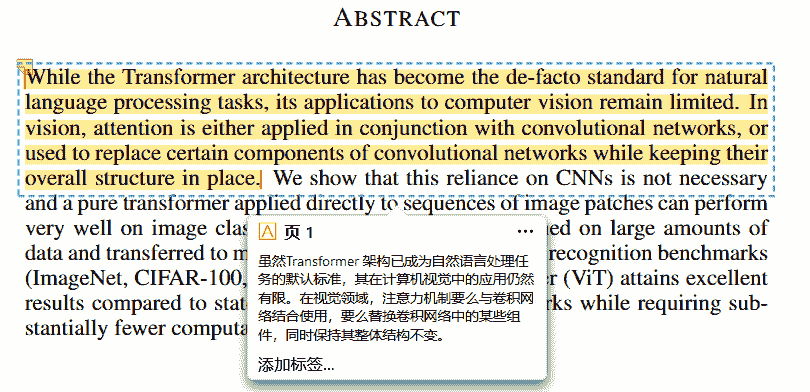 ABSTRACT
While the Transformer architecture has become the de-facto standard for natural
language processing tasks, its applications to computer vision remain limited. In
vision, attention is either applied in conjunction with convolutional networks, or
used to replace certain components of convolutional networks while keeping their
overall structure in place. We show that this reliance on CNNs is not necessary
and a pure transformer applied directly to sequences of image patches can perform
very well on image clas ed on large amounts of
data and transferred to m recognition benchmarks
(ImageNet, CIFAR-100, r (ViT) attains excellent
results compared to stat rks while requiring sub-
stantially fewer computa
页 1
虽然Transformer 架构已成为自然语言处理任
务的默认标准，其在计算机视觉中的应用仍然
有限。在视觉领域，注意力机制要么与卷积网
络结合使用，要么替换卷积网络中的某些组
件，同时保持其整体结构不变。
添加标签...